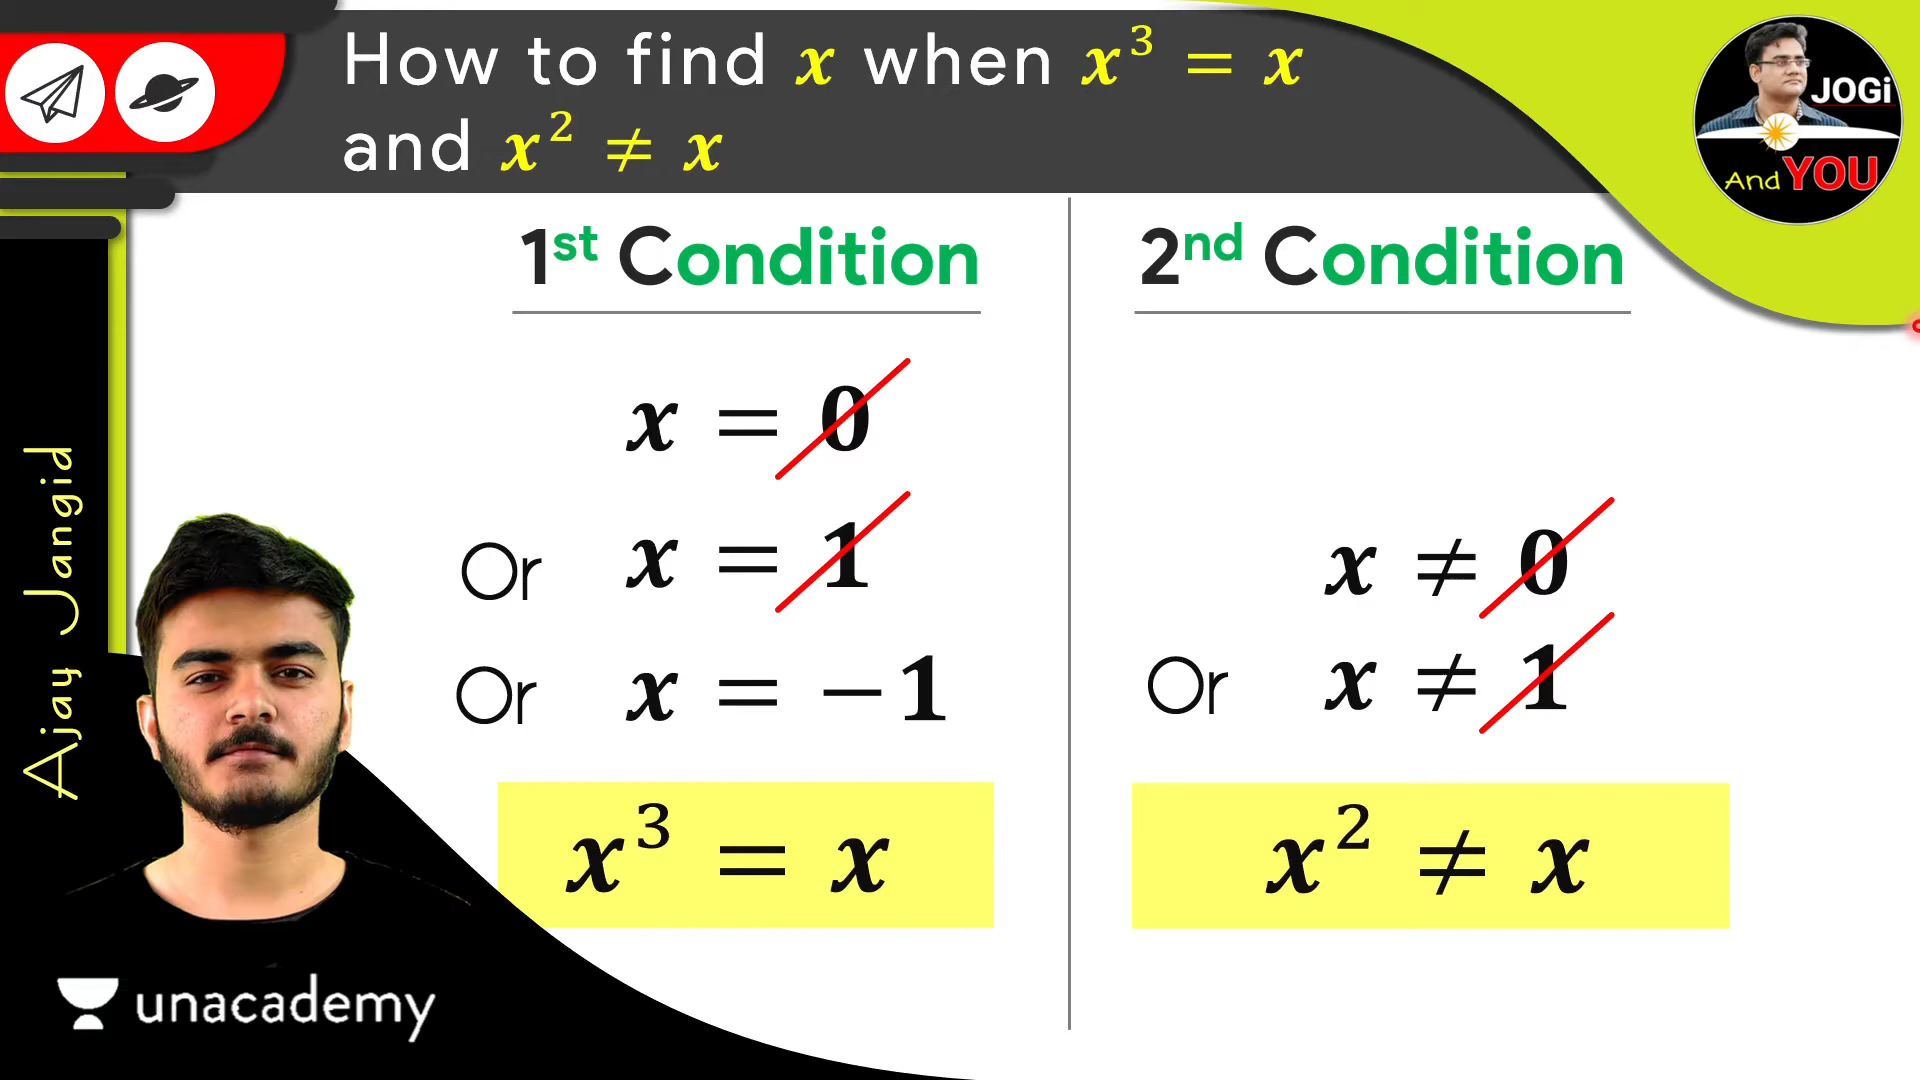 How to find x when x³ = x
and x² ≠ x
JOGi
And YOU
1st Condition
2nd Condition
x = 0
Or x = 1
Or x = −1
x³ = x
x ≠ 0
Or x ≠ 1
x² ≠ x
Ajay Jangid
unacademy